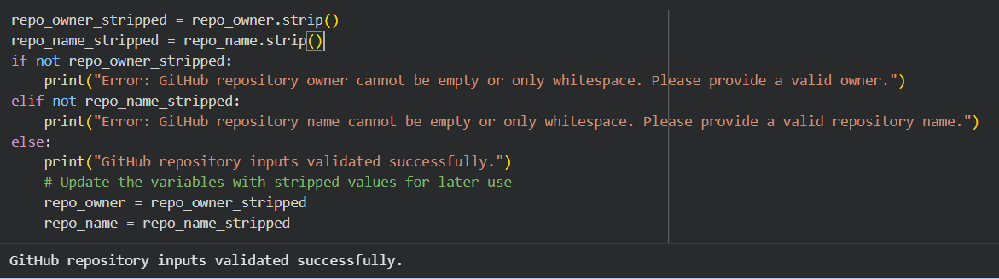 repo_owner_stripped = repo_owner.strip()
repo_name_stripped = repo_name.strip()
if not repo_owner_stripped:
    print("Error: GitHub repository owner cannot be empty or only whitespace. Please provide a valid owner.")
elif not repo_name_stripped:
    print("Error: GitHub repository name cannot be empty or only whitespace. Please provide a valid repository name.")
else:
    print("GitHub repository inputs validated successfully.")
    # Update the variables with stripped values for later use
    repo_owner = repo_owner_stripped
    repo_name = repo_name_stripped
GitHub repository inputs validated successfully.